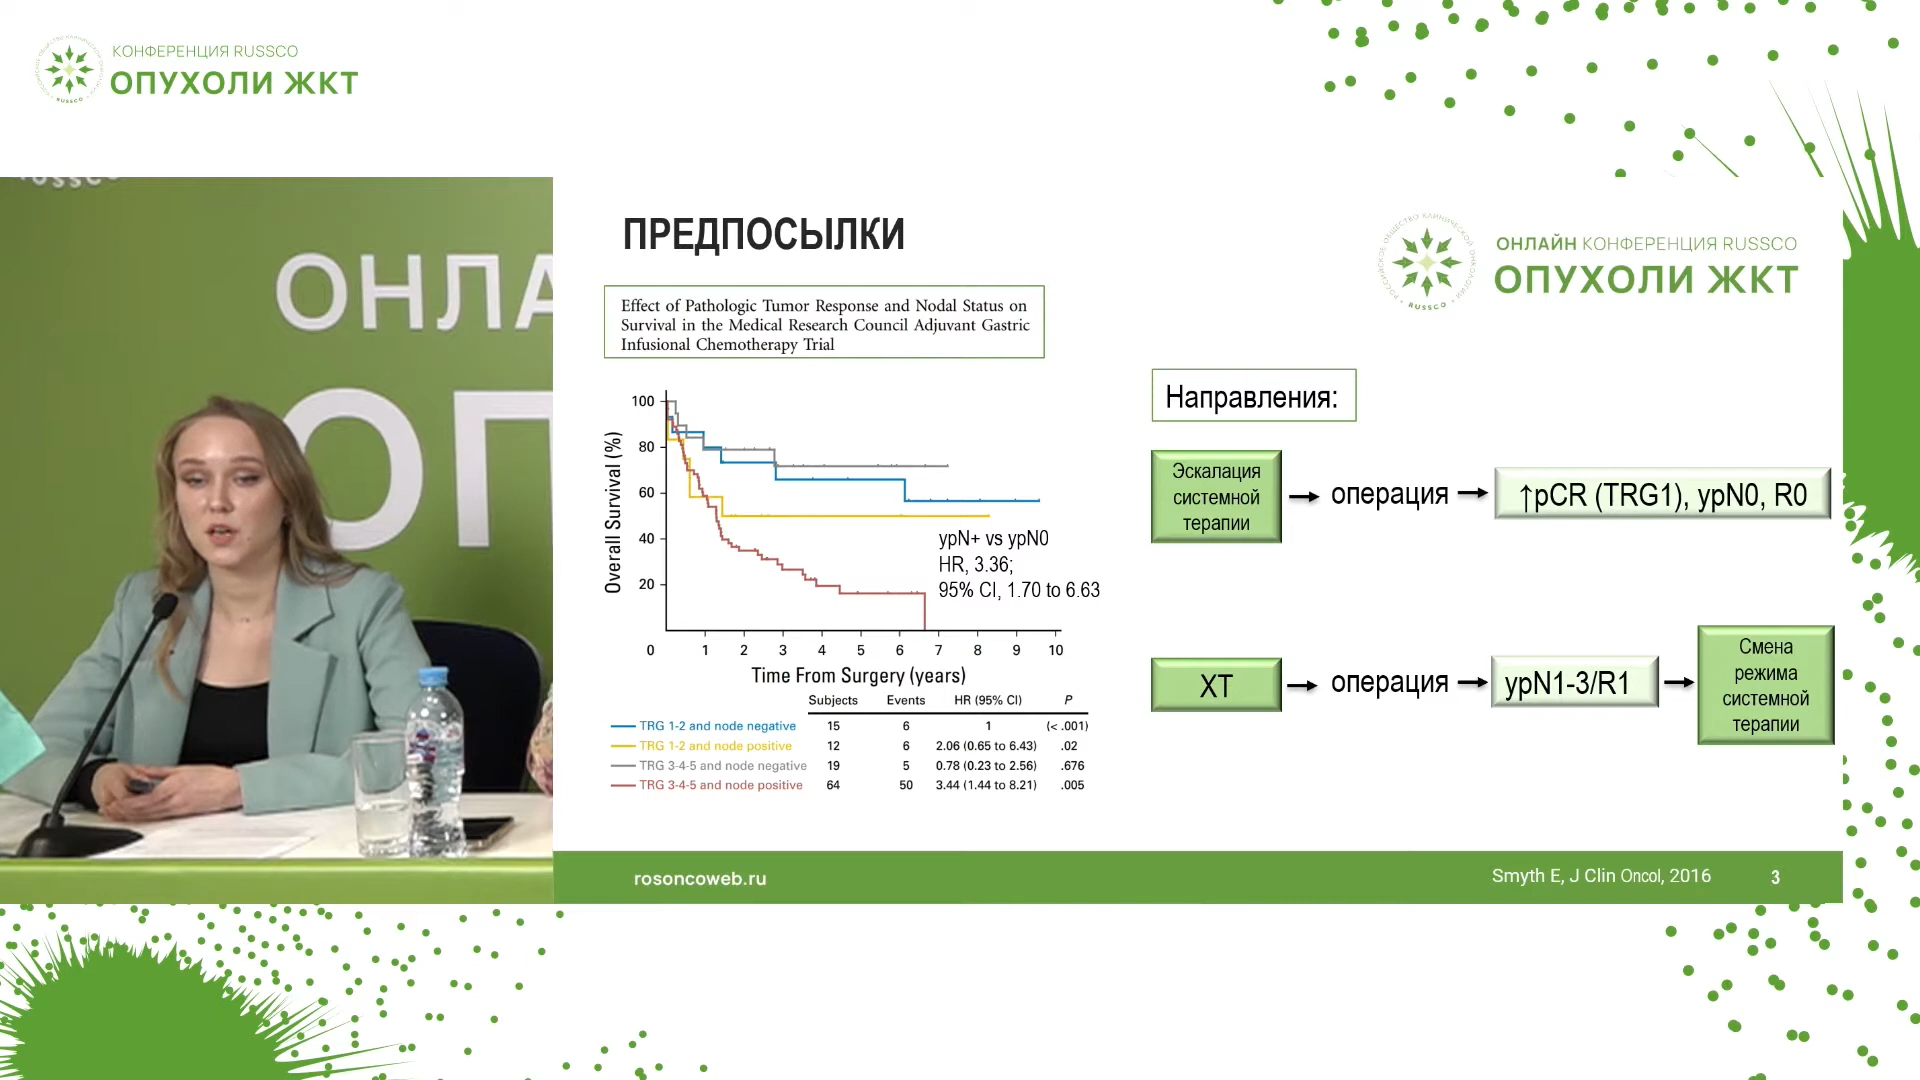 КОНФЕРЕНЦИЯ RUSSCO
ОПУХОЛИ ЖКТ
RUSSCO
ОНЛА
ОП
ПРЕДПОСЫЛКИ
Effect of Pathologic Tumor Response and Nodal Status on
Survival in the Medical Research Council Adjuvant Gastric
Infusional Chemotherapy Trial
РОССИЙСКОЕ ОБЩЕСТВО КЛИНИЧЕСКОЙ ОНКОЛОГИИ
RUSSCO
ОНЛАЙН КОНФЕРЕНЦИЯ RUSSCO
ОПУХОЛИ ЖКТ
Overall Survival (%)
100
80
60
40
20
0 1 2 3 4 5 6 7 8 9 10
Time From Surgery (years)
ypN+ vs ypN0
HR, 3.36;
95% CI, 1.70 to 6.63
Subjects Events HR (95% CI) P
TRG 1-2 and node negative 15 6 1 (< .001)
TRG 1-2 and node positive 12 6 2.06 (0.65 to 6.43) .02
TRG 3-4-5 and node negative 19 5 0.78 (0.23 to 2.56) .676
TRG 3-4-5 and node positive 64 50 3.44 (1.44 to 8.21) .005
Направления:
Эскалация
системной
терапии
операция
↑pCR (TRG1), ypN0, R0
ХТ
операция
ypN1-3/R1
Смена
режима
системной
терапии
rosoncoweb.ru
Smyth E, J Clin Oncol, 2016
3